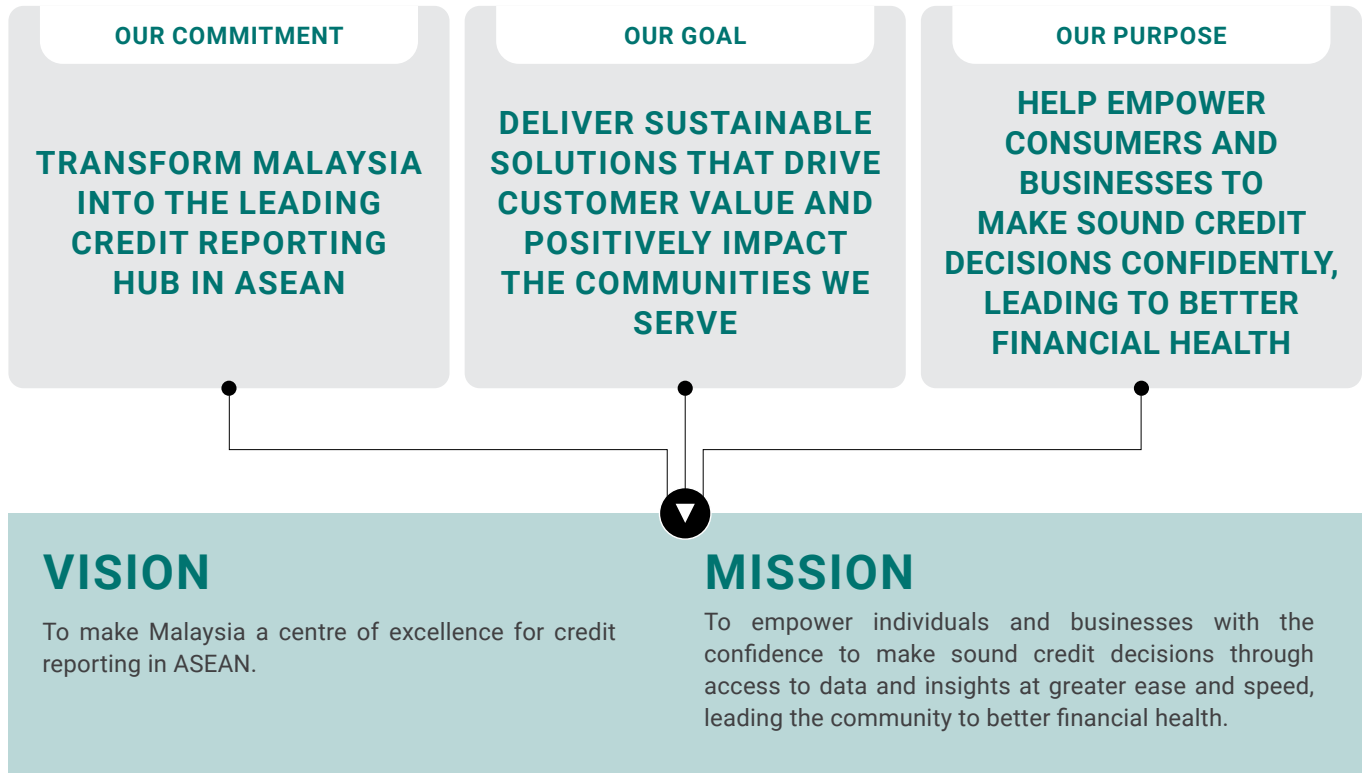 OUR COMMITMENT
TRANSFORM MALAYSIA
INTO THE LEADING
CREDIT REPORTING
HUB IN ASEAN
OUR GOAL
DELIVER SUSTAINABLE
SOLUTIONS THAT DRIVE
CUSTOMER VALUE AND
POSITIVELY IMPACT
THE COMMUNITIES WE
SERVE
OUR PURPOSE
HELP EMPOWER
CONSUMERS AND
BUSINESSES TO
MAKE SOUND CREDIT
DECISIONS CONFIDENTLY,
LEADING TO BETTER
FINANCIAL HEALTH
VISION
To make Malaysia a centre of excellence for credit
reporting in ASEAN.
MISSION
To empower individuals and businesses with the
confidence to make sound credit decisions through
access to data and insights at greater ease and speed,
leading the community to better financial health.